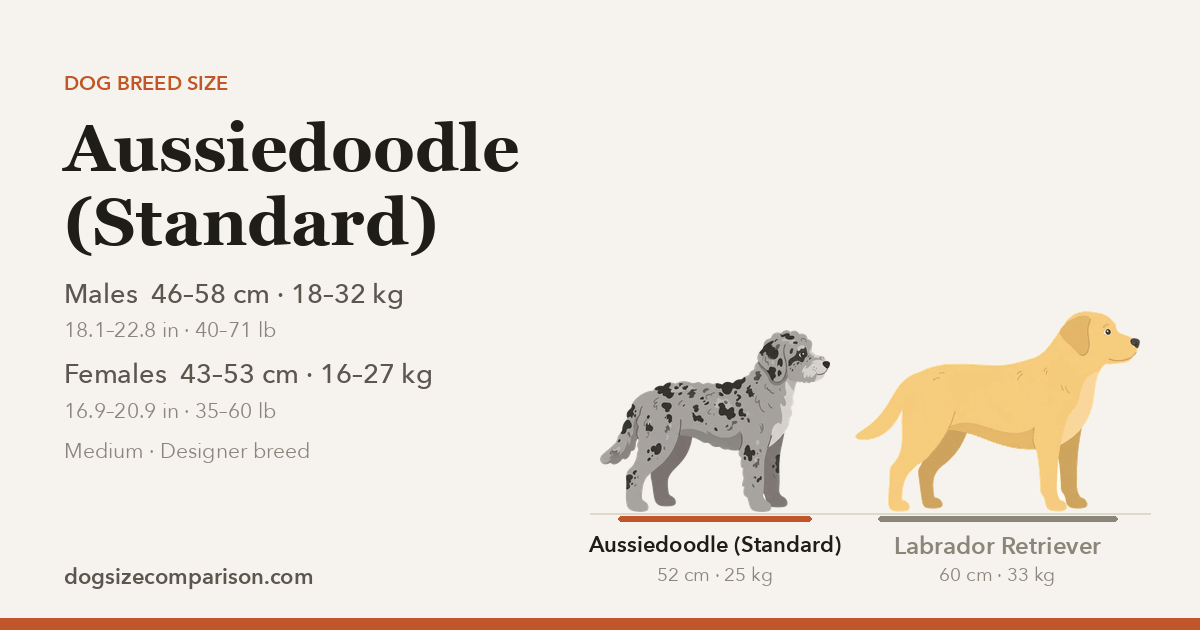 DOG BREED SIZE
Aussiedoodle
(Standard)
Males 46–58 cm · 18–32 kg
18.1–22.8 in · 40–71 lb
Females 43–53 cm · 16–27 kg
16.9–20.9 in · 35–60 lb
Medium · Designer breed
Aussiedoodle (Standard)
52 cm · 25 kg
Labrador Retriever
60 cm · 33 kg
dogsizecomparison.com